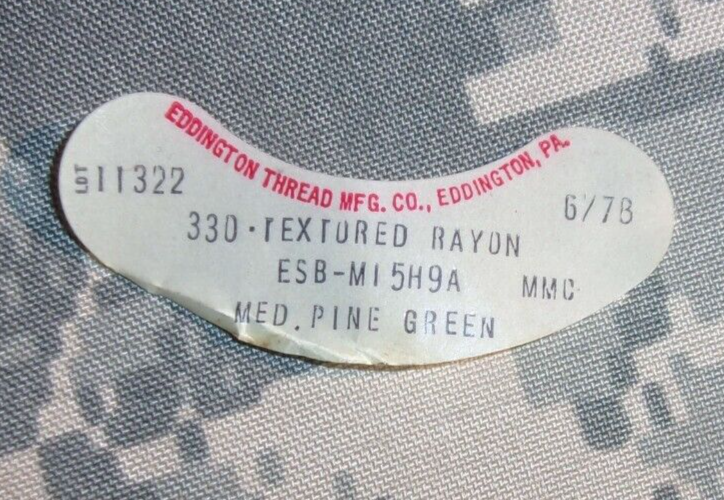 EDDINGTON THREAD MFG. CO., EDDINGTON, PA.
LOT 11322
6/78
330-TEXTURED RAYON
ESB-M15H9A MMC
MED. PINE GREEN